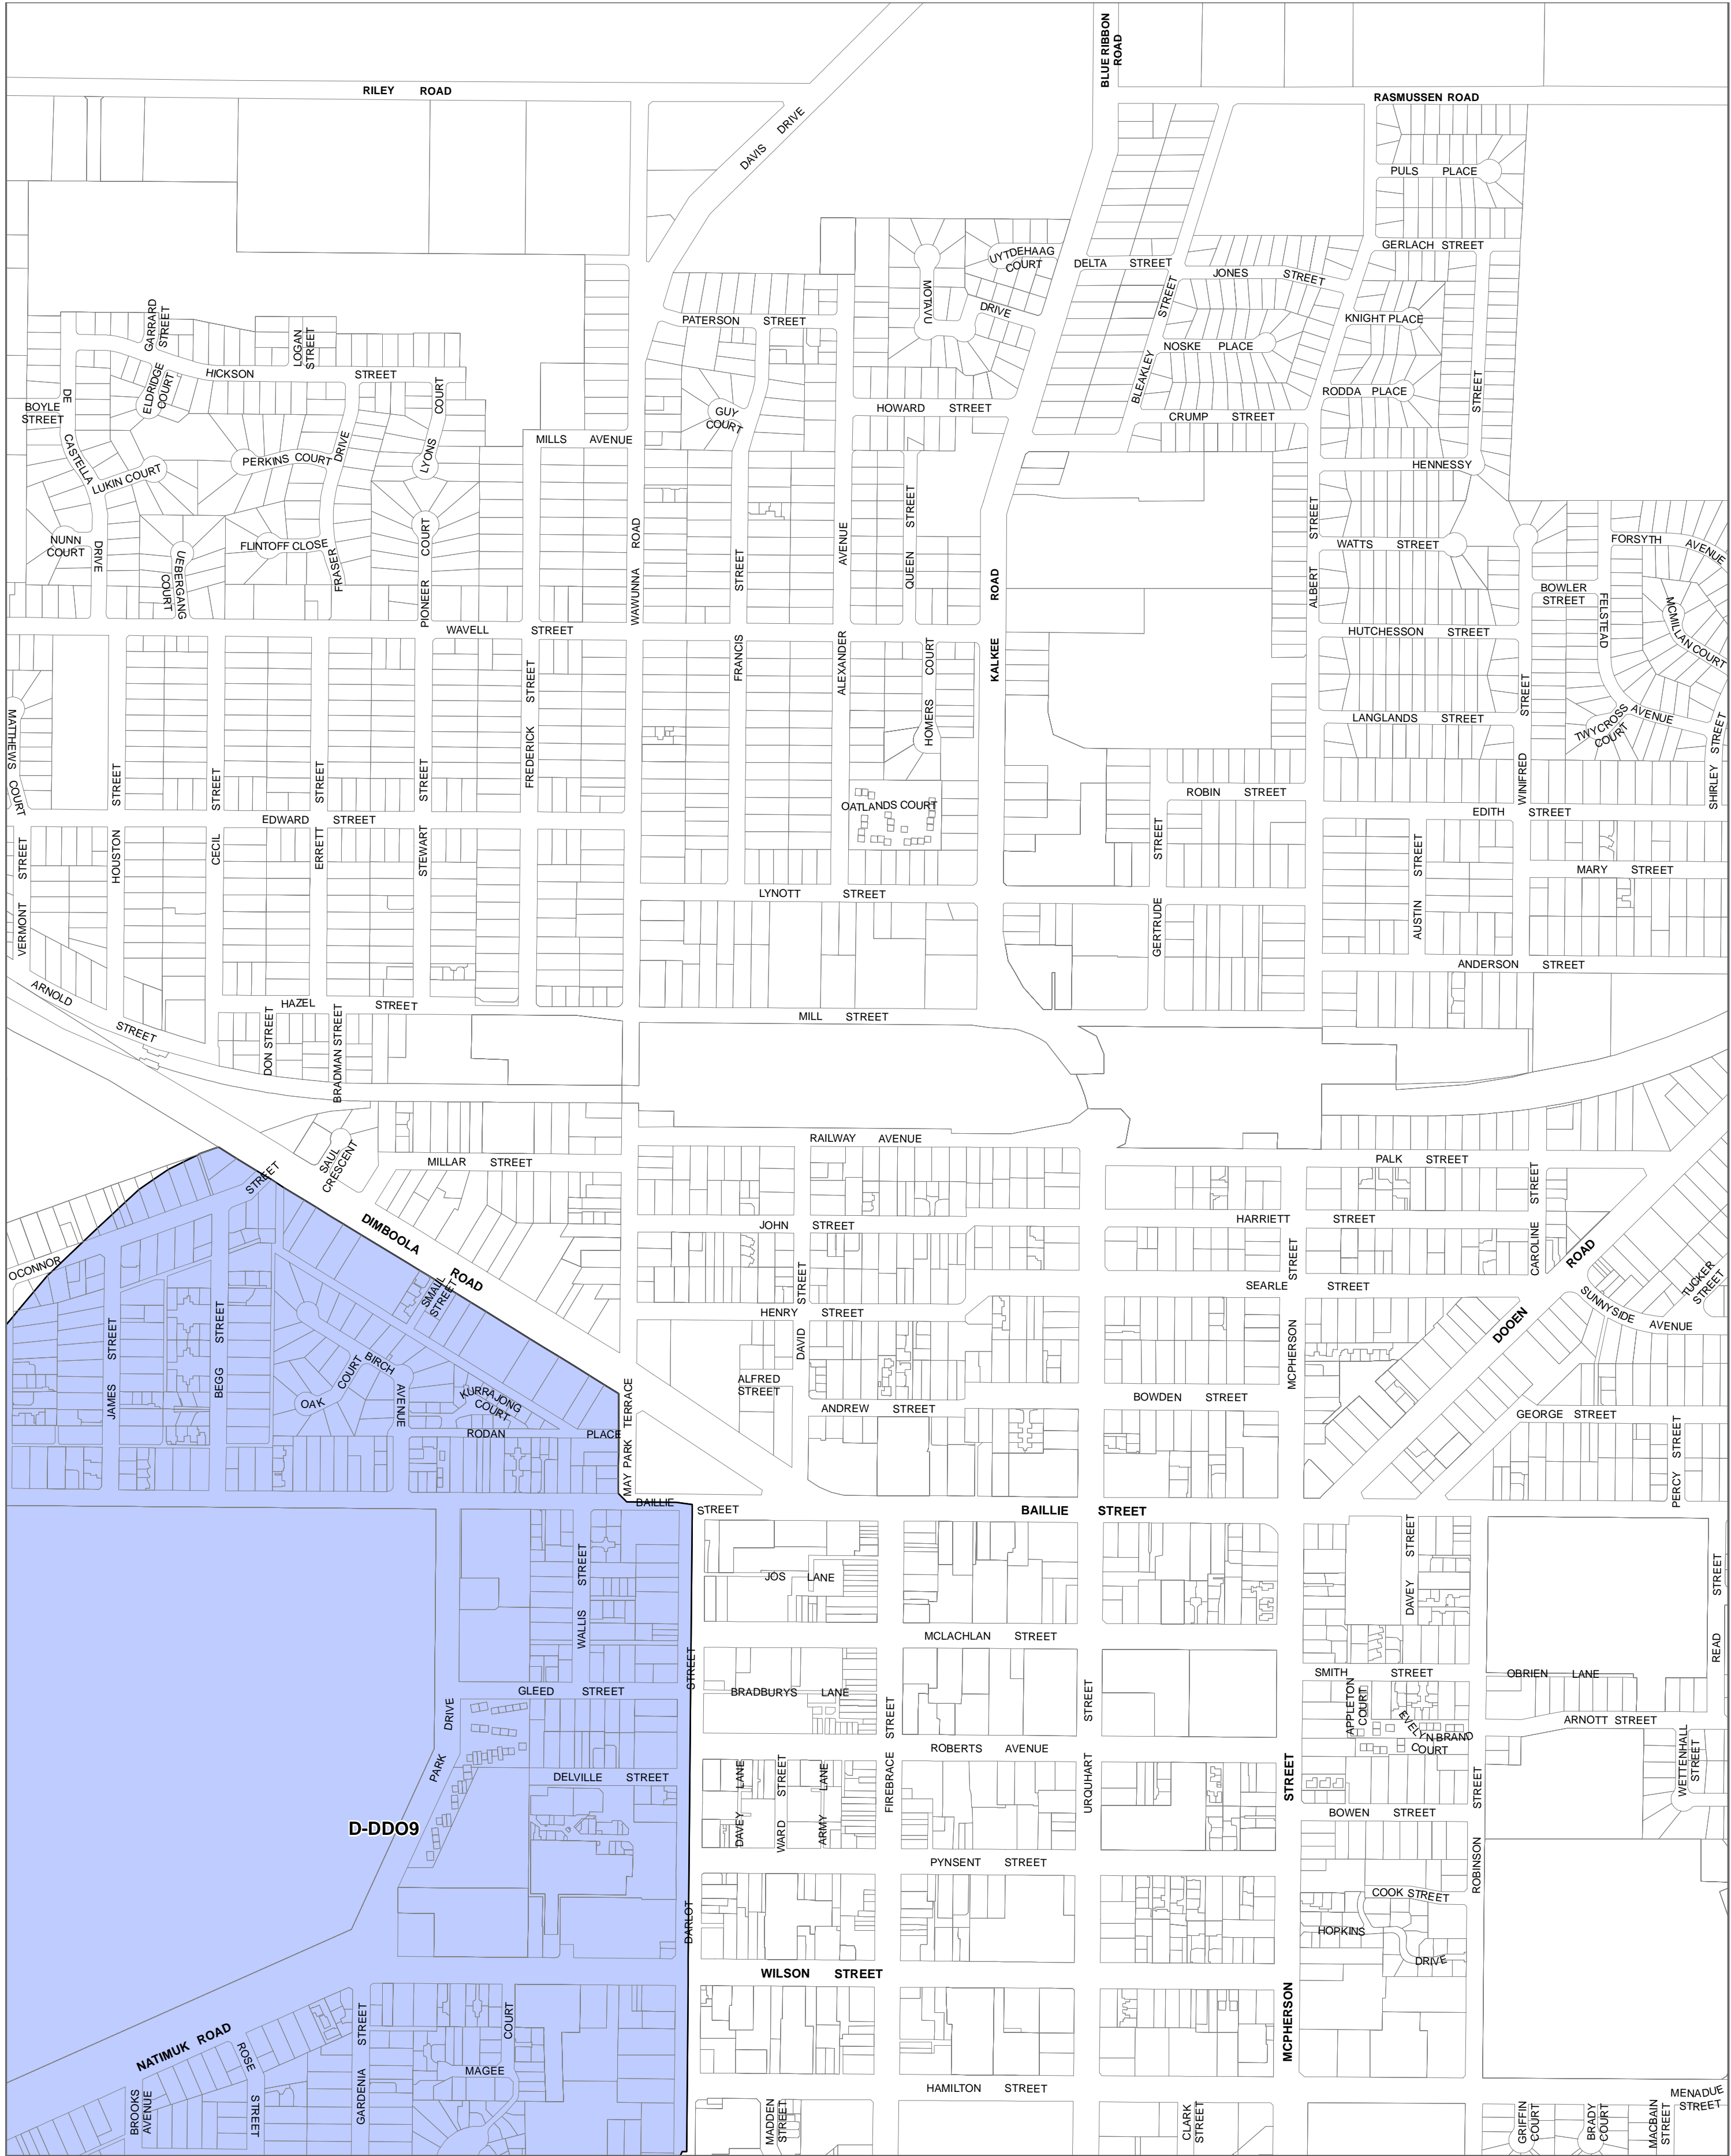 BLUE RIBBON
ROAD
RILEY ROAD
RASMUSSEN ROAD
DAVIS DRIVE
PULS PLACE
GERLACH STREET
UYTDEHAAG
COURT
DELTA STREET
JONES STREET
MOTAVU DRIVE
GARRARD
STREET
LOGAN
STREET
PATERSON STREET
KNIGHT PLACE
NOSKE PLACE
BLEAKLEY STREET
HICKSON STREET
ELDRIDGE
COURT
BOYLE
STREET
DE CASTELLA DRIVE
GUY
COURT
HOWARD STREET
RODDA PLACE
CRUMP STREET
MILLS AVENUE
LYONS COURT
PERKINS COURT
LUKIN COURT
HENNESSY STREET
NUNN
COURT
UEBERGANG
COURT
FLINTOFF CLOSE
FRASER DRIVE
PIONEER COURT
WAWUNNA ROAD
FRANCIS STREET
ALEXANDER AVENUE
QUEEN STREET
KALKEE ROAD
ALBERT STREET
WATTS STREET
FORSYTH AVENUE
BOWLER
STREET
FELSTEAD AVENUE
MCMILLAN COURT
WAVELL STREET
HUTCHESSON STREET
HOMERS COURT
FREDERICK STREET
MATTHEWS COURT
LANGLANDS STREET
TWYCROSS
COURT
WINIFRED STREET
SHIRLEY STREET
OATLANDS COURT
ROBIN STREET
EDWARD STREET
EDITH STREET
VERMONT STREET
HOUSTON STREET
CECIL STREET
ERRETT STREET
STEWART STREET
GERTRUDE STREET
AUSTIN STREET
MARY STREET
LYNOTT STREET
ANDERSON STREET
ARNOLD STREET
HAZEL STREET
DON STREET
BRADMAN STREET
MILL STREET
RAILWAY AVENUE
SAUL
CRESCENT
MILLAR STREET
PALK STREET
OCONNOR STREET
DIMBOOLA ROAD
JOHN STREET
HARRIETT STREET
CAROLINE STREET
DOOEN ROAD
TUCKER
STREET
SMALL
STREET
SEARLE STREET
SUNNYSIDE AVENUE
HENRY STREET
DAVID STREET
MCPHERSON STREET
JAMES STREET
BEGG STREET
OAK COURT
BIRCH AVENUE
KURRAJONG
COURT
ALFRED
STREET
BOWDEN STREET
ANDREW STREET
GEORGE STREET
RODAN PLACE
MAY PARK TERRACE
PERCY STREET
BAILLIE STREET
BAILLIE STREET
JOS LANE
WALLIS STREET
DAVEY STREET
READ STREET
MCLACHLAN STREET
SMITH STREET
OBRIEN LANE
GLEED STREET
BRADBURYS LANE
APPLETON
COURT
EVELYN BRAND
COURT
ARNOTT STREET
WETTENHALL
STREET
PARK DRIVE
ROBERTS AVENUE
DELVILLE STREET
DAVEY LANE
WARD STREET
ARMY LANE
FIREBRACE STREET
URQUHART STREET
BOWEN STREET
D-DDO9
PYNSENT STREET
ROBINSON STREET
COOK STREET
DARLOT STREET
HOPKINS DRIVE
WILSON STREET
MCPHERSON STREET
NATIMUK ROAD
ROSE STREET
GARDENIA STREET
MAGEE COURT
HAMILTON STREET
BROOKS
AVENUE
MADDEN
STREET
CLARK
STREET
GRIFFIN
COURT
BRADY
COURT
MACBAIN
STREET
MENADUE
STREET